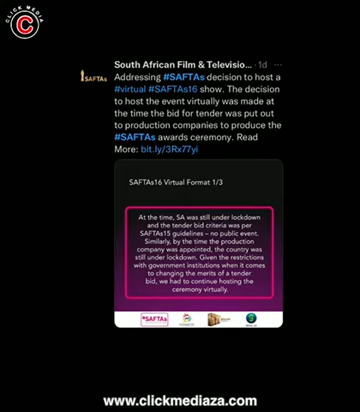 CLICK MEDIA
C
SAFTAs
South African Film & Televisio... · 1d ...
Addressing #SAFTAs decision to host a
#virtual #SAFTAs16 show. The decision
to host the event virtually was made at
the time the bid for tender was put out
to production companies to produce the
#SAFTAs awards ceremony. Read
More: bit.ly/3Rx77yi
SAFTAs16 Virtual Format 1/3
At the time, SA was still under lockdown
and the tender bid criteria was per
SAFTAs15 guidelines – no public event.
Similarly, by the time the production
company was appointed, the country was
still under lockdown. Given the restrictions
with government institutions when it comes
to changing the merits of a tender
bid, we had to continue hosting the
ceremony virtually.
SAFTAs
www.clickmediaza.com